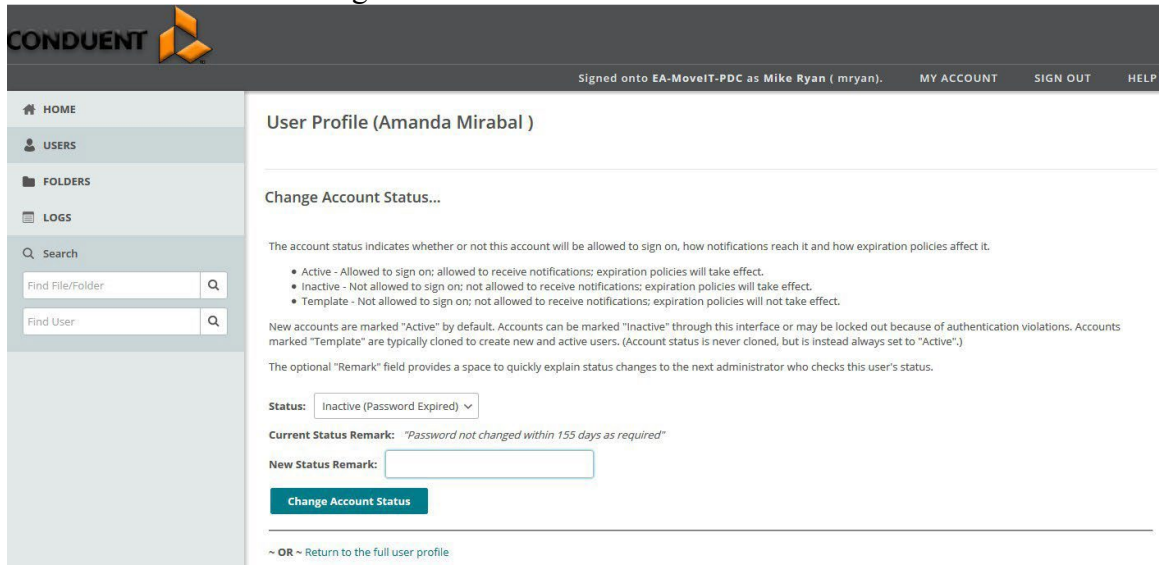 CONDUENT
Signed onto EA-MoveIT-PDC as Mike Ryan ( mryan). MY ACCOUNT SIGN OUT HELP
HOME
USERS
FOLDERS
LOGS
Search
Find File/Folder
Find User
User Profile (Amanda Mirabal )
Change Account Status...
The account status indicates whether or not this account will be allowed to sign on, how notifications reach it and how expiration policies affect it.
• Active - Allowed to sign on; allowed to receive notifications; expiration policies will take effect.
• Inactive - Not allowed to sign on; not allowed to receive notifications; expiration policies will take effect.
• Template - Not allowed to sign on; not allowed to receive notifications; expiration policies will not take effect.
New accounts are marked "Active" by default. Accounts can be marked "Inactive" through this interface or may be locked out because of authentication violations. Accounts
marked "Template" are typically cloned to create new and active users. (Account status is never cloned, but is instead always set to "Active".)
The optional "Remark" field provides a space to quickly explain status changes to the next administrator who checks this user's status.
Status: Inactive (Password Expired)
Current Status Remark: "Password not changed within 155 days as required"
New Status Remark:
Change Account Status
~ OR ~ Return to the full user profile